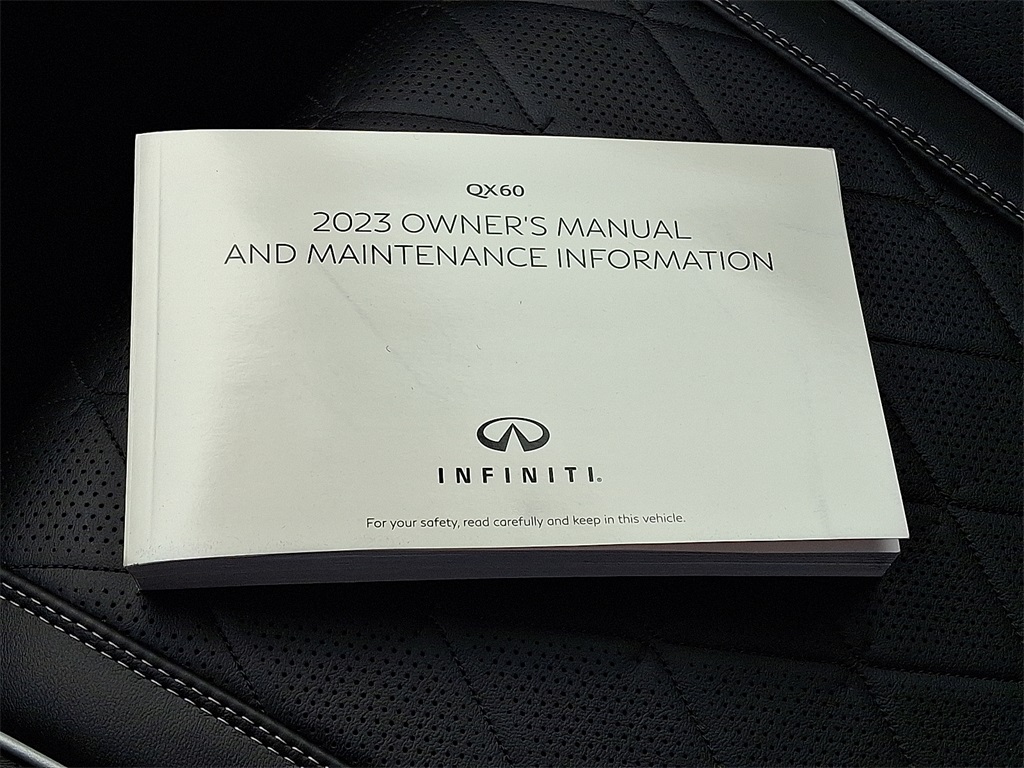 QX60
2023 OWNER'S MANUAL
AND MAINTENANCE INFORMATION
INFINITI®
For your safety, read carefully and keep in this vehicle.